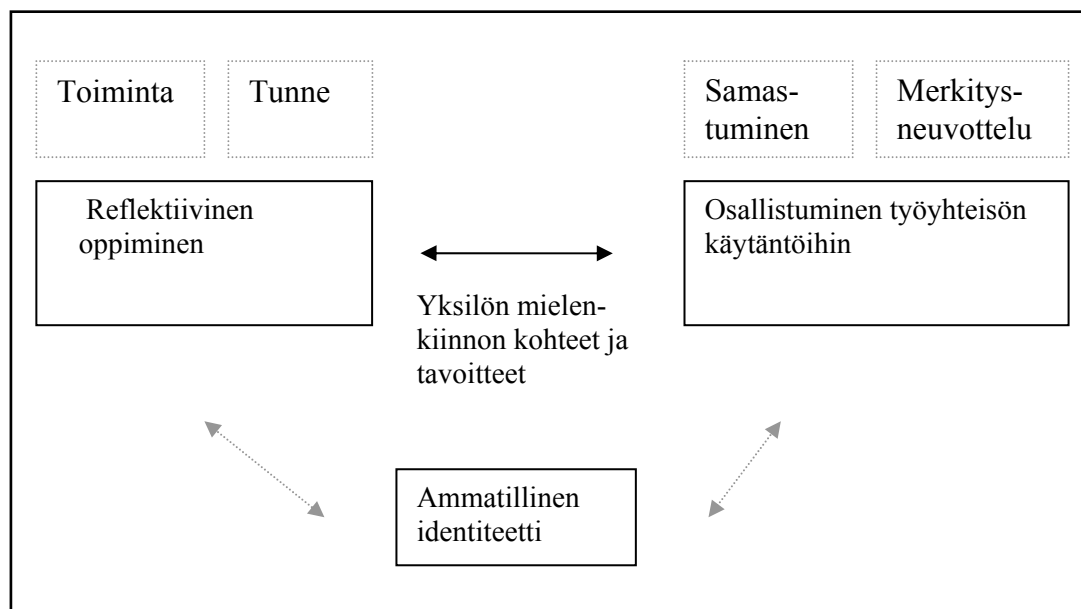 Toiminta
Tunne
Samas-
tuminen
Merkitys-
neuvottelu
Reflektiivinen
oppiminen
Osallistuminen työyhteisön
käytäntöihin
Yksilön mielen-
kiinnon kohteet ja
tavoitteet
Ammatillinen
identiteetti